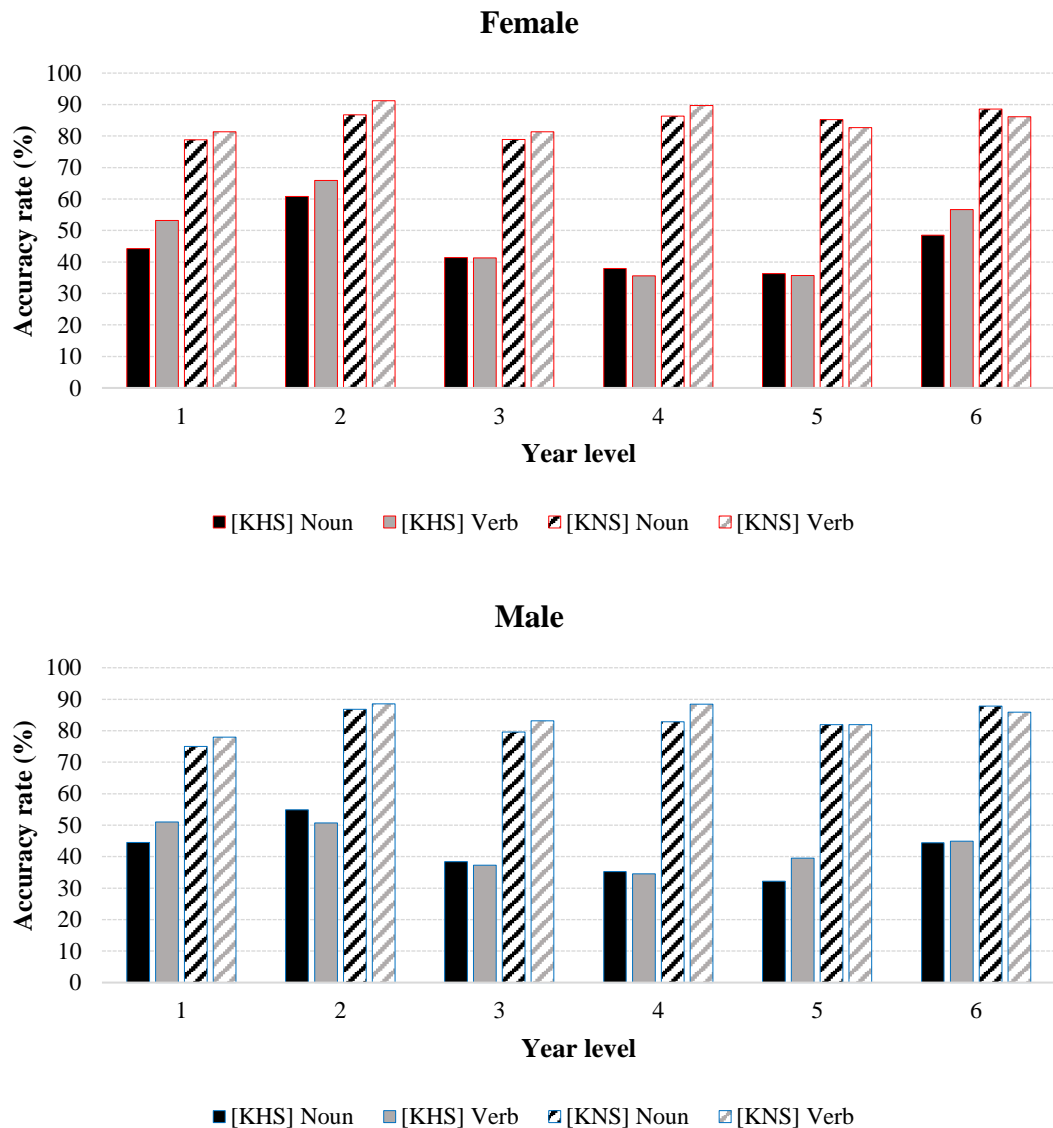 Female
100
90
80
70
60
50
40
30
20
10
0
Accuracy rate (%)
1 2 3 4 5 6
Year level
[KHS] Noun [KHS] Verb [KNS] Noun [KNS] Verb
Male
100
90
80
70
60
50
40
30
20
10
0
Accuracy rate (%)
1 2 3 4 5 6
Year level
[KHS] Noun [KHS] Verb [KNS] Noun [KNS] Verb